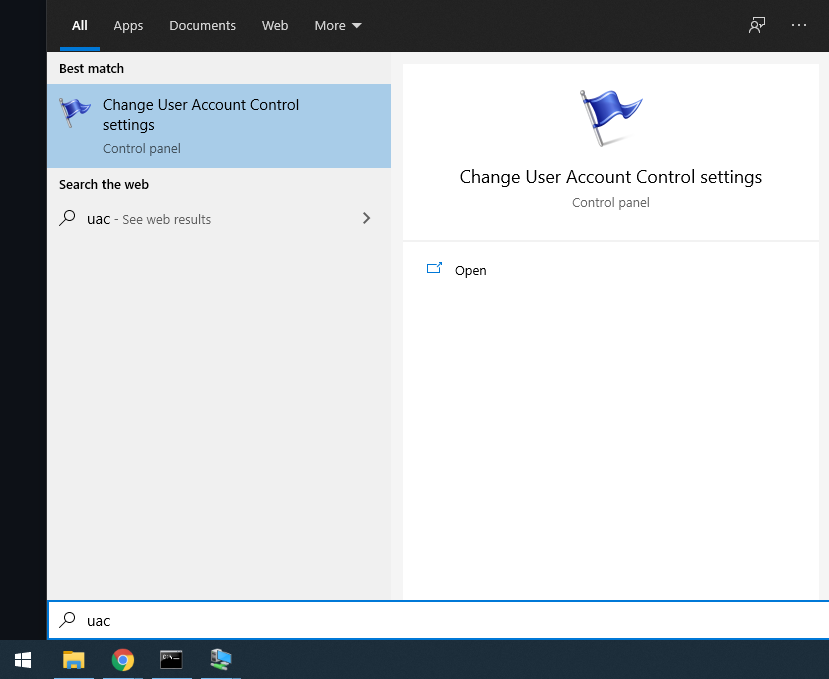 All Apps Documents Web More
Best match
Change User Account Control
settings
Control panel
Search the web
uac - See web results
Change User Account Control settings
Control panel
Open
uac